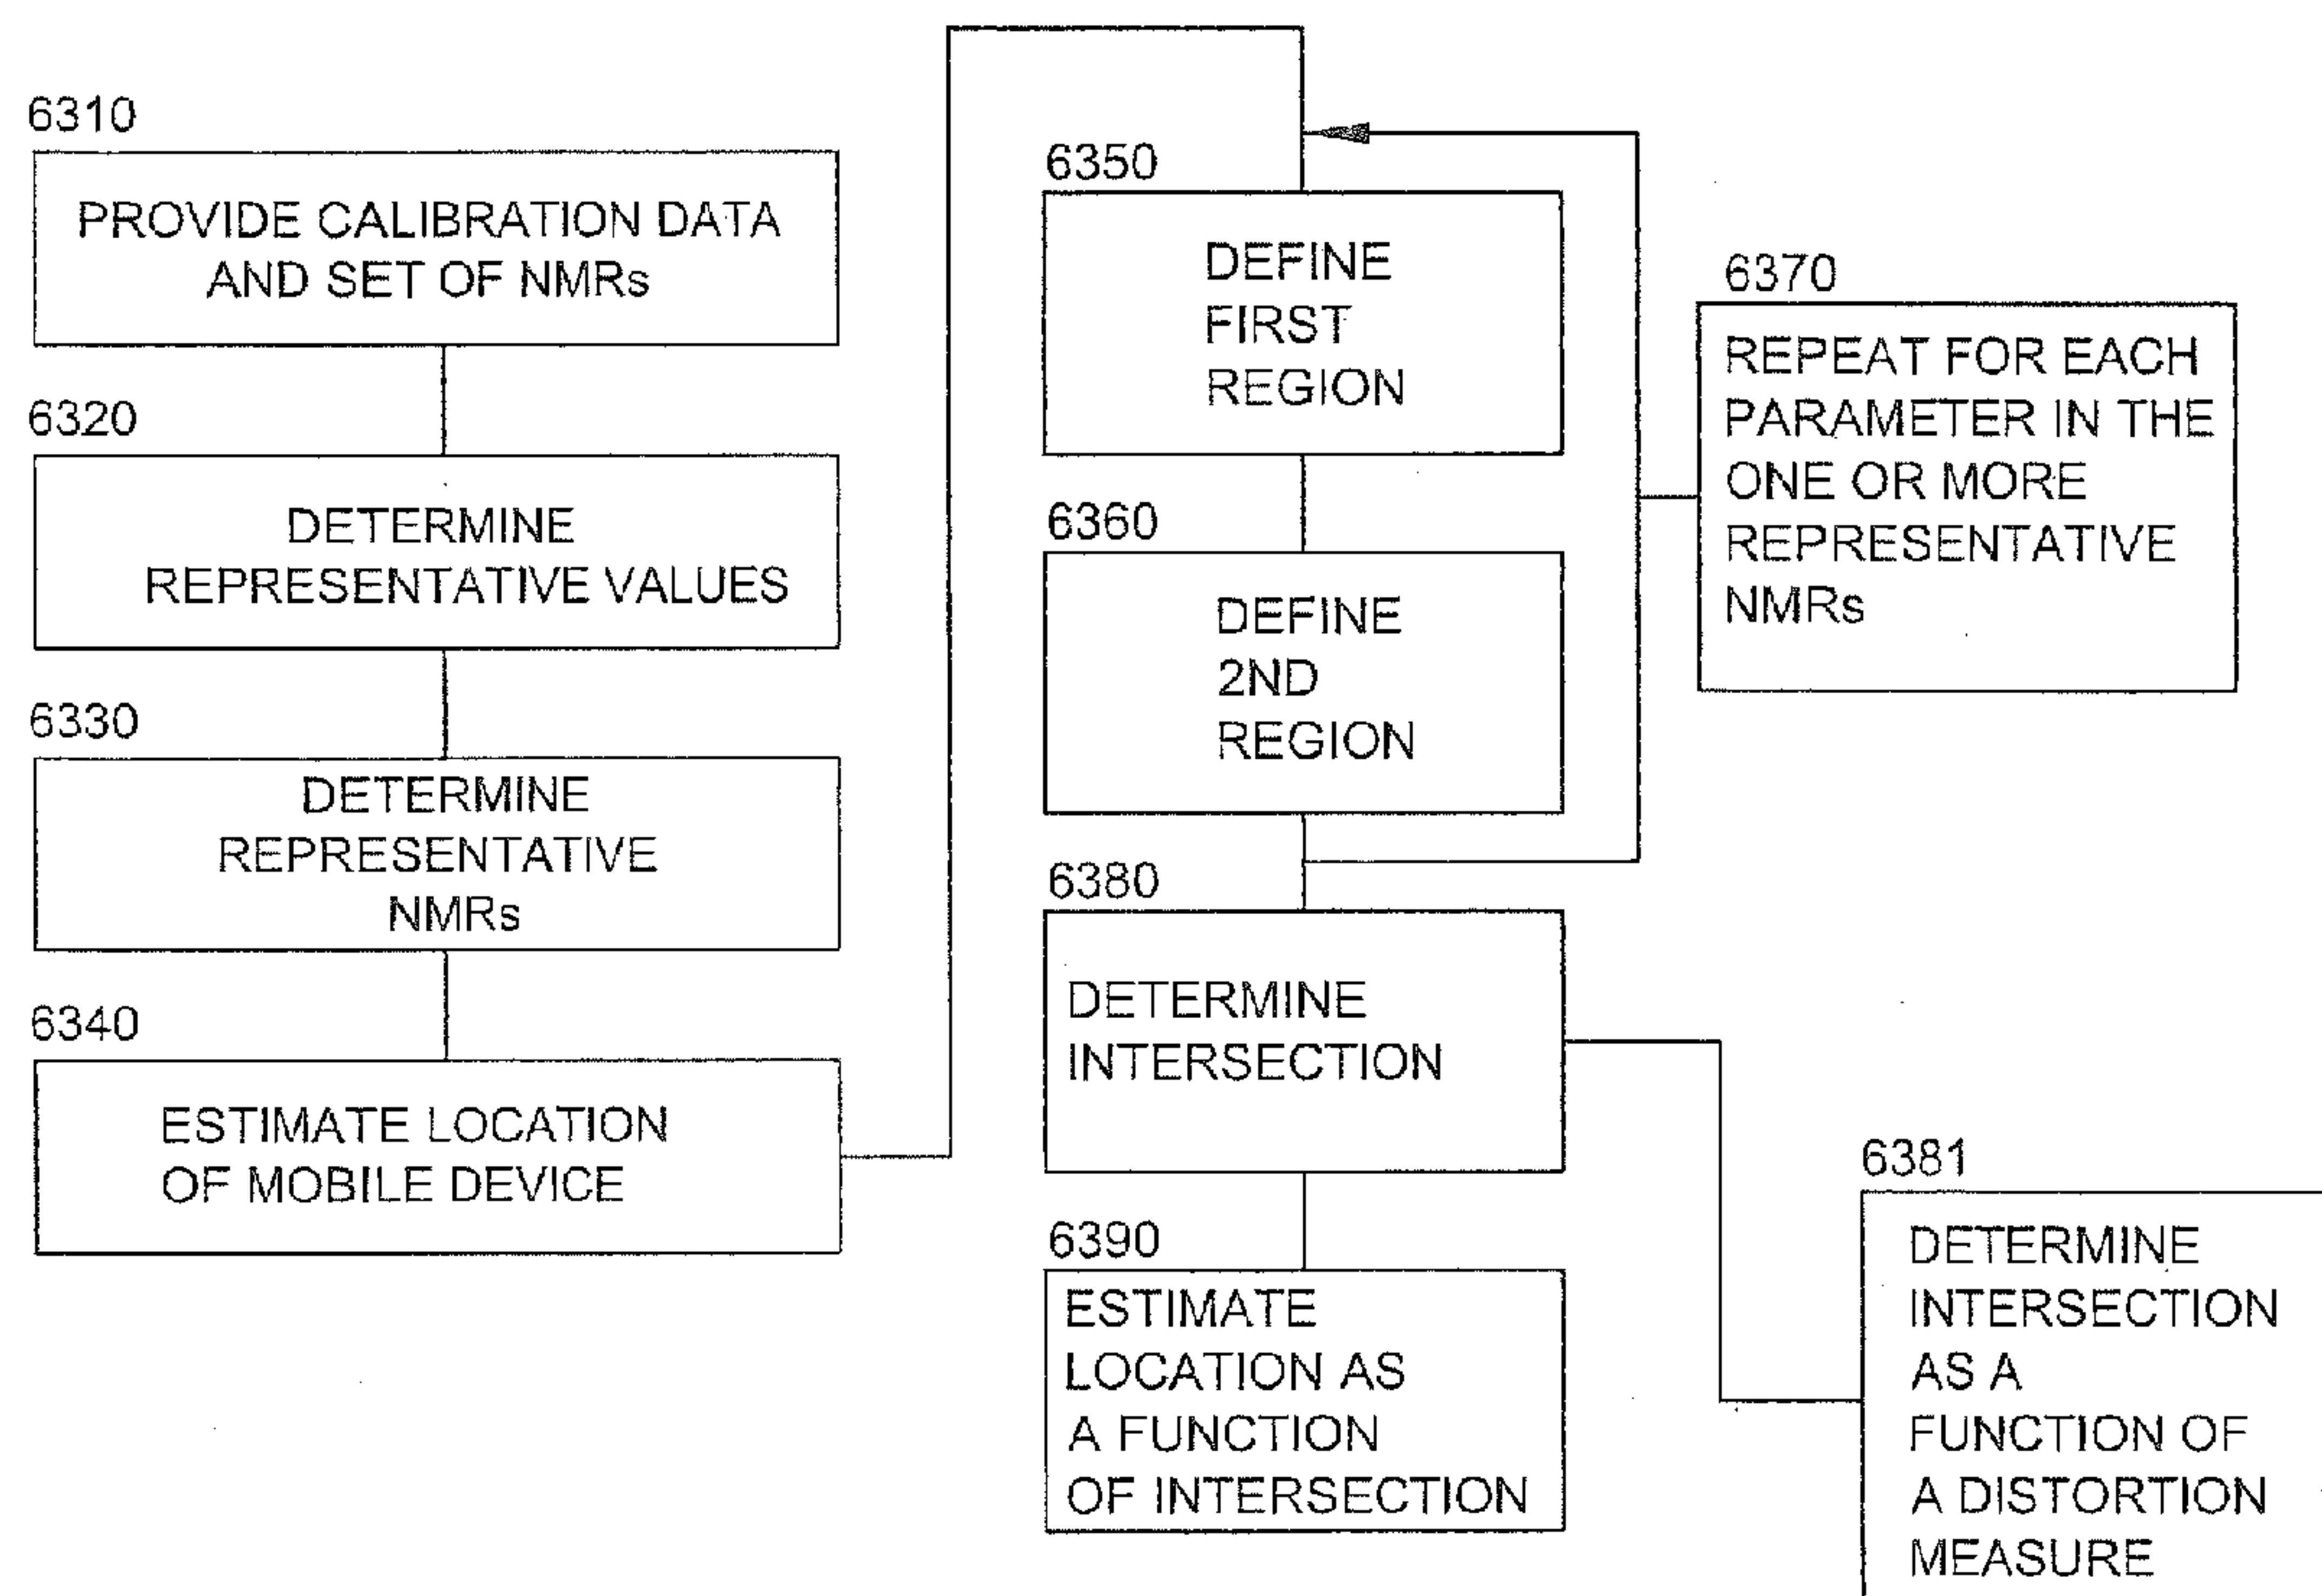 6310
PROVIDE CALIBRATION DATA
AND SET OF NMRs
6320
DETERMINE
REPRESENTATIVE VALUES
6330
DETERMINE
REPRESENTATIVE
NMRs
6340
ESTIMATE LOCATION
OF MOBILE DEVICE
6350
DEFINE
FIRST
REGION
6360
DEFINE
2ND
REGION
6370
REPEAT FOR EACH
PARAMETER IN THE
ONE OR MORE
REPRESENTATIVE
NMRs
6380
DETERMINE
INTERSECTION
6381
DETERMINE
INTERSECTION
AS A
FUNCTION OF
A DISTORTION
MEASURE
6390
ESTIMATE
LOCATION AS
A FUNCTION
OF INTERSECTION